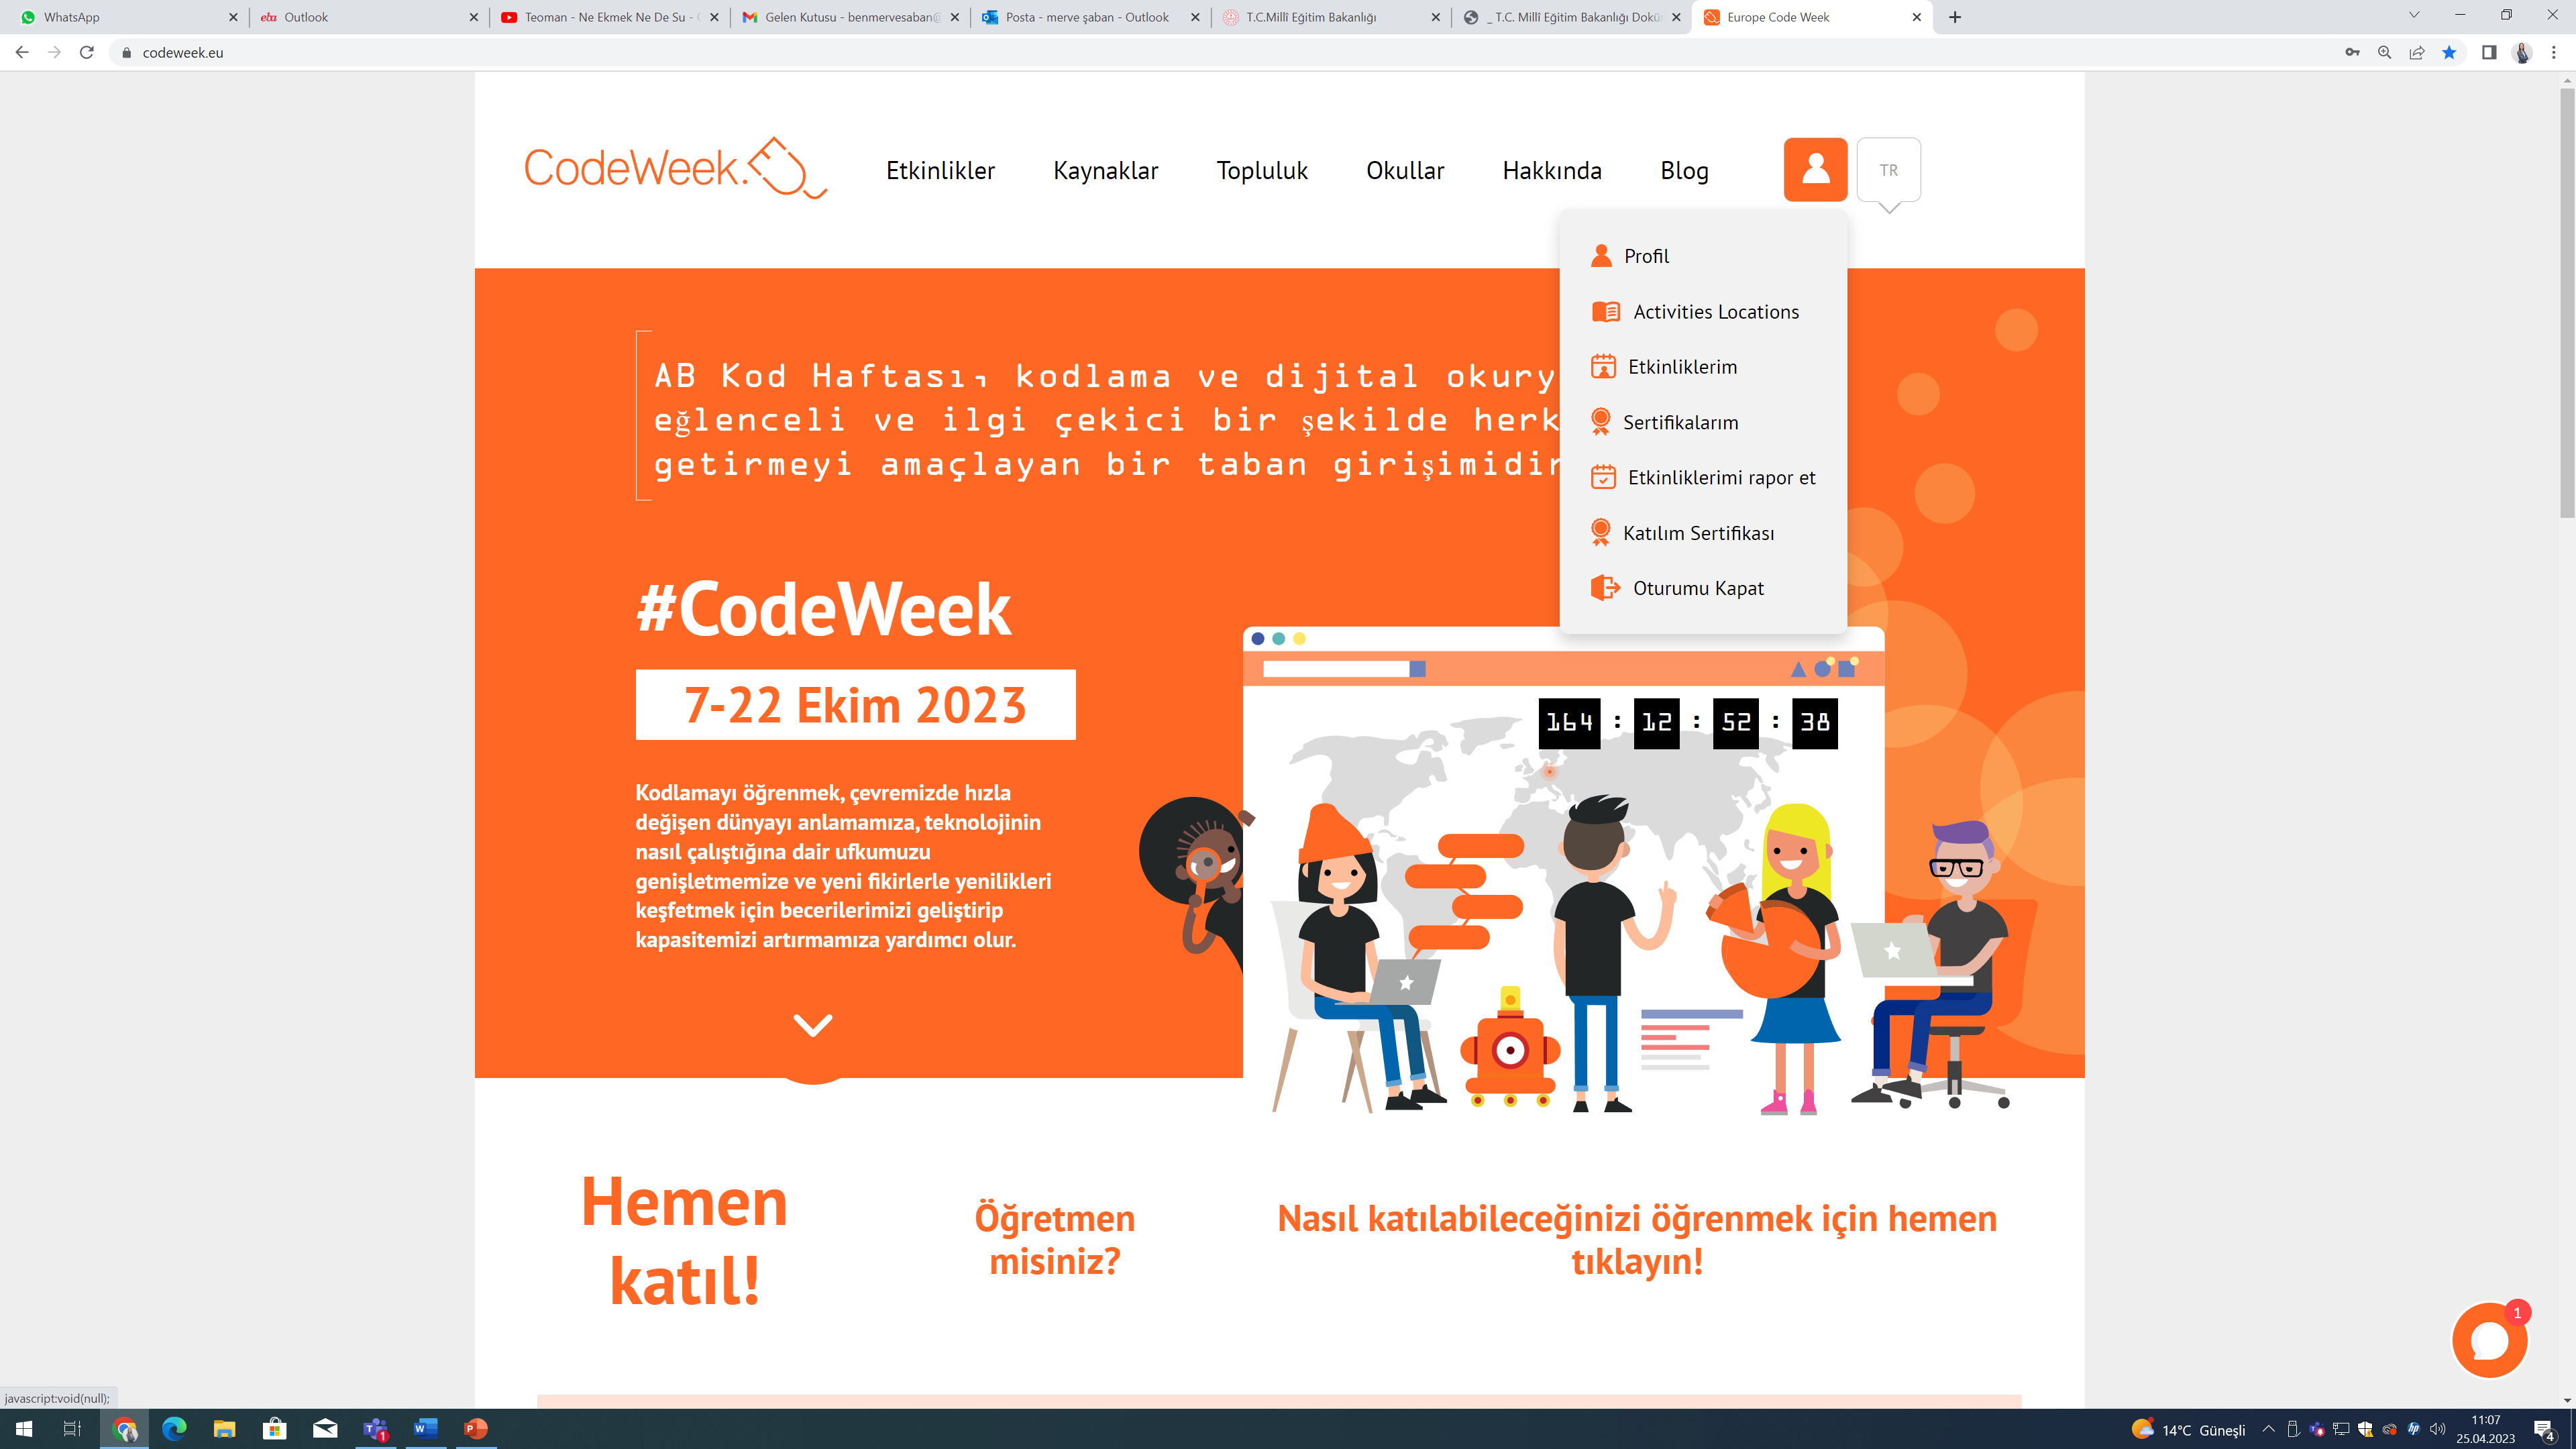 WhatsApp
eba Outlook
Teoman - Ne Ekmek Ne De Su -
Gelen Kutusu - benmervesaban@
Posta - merve şaban - Outlook
T.C.Millî Eğitim Bakanlığı
_ T.C. Millî Eğitim Bakanlığı Dokü
Europe Code Week
codeweek.eu
CodeWeek.
Etkinlikler
Kaynaklar
Topluluk
Okullar
Hakkında
Blog
TR
Profil
Activities Locations
Etkinliklerim
Sertifikalarım
Etkinliklerimi rapor et
Katılım Sertifikası
Oturumu Kapat
AB Kod Haftası, kodlama ve dijital okury
eğlenceli ve ilgi çekici bir şekilde herk
getirmeyi amaçlayan bir taban girişimidir
#CodeWeek
7-22 Ekim 2023
164 : 12 : 52 : 38
Kodlamayı öğrenmek, çevremizde hızla
değişen dünyayı anlamamıza, teknolojinin
nasıl çalıştığına dair ufkumuzu
genişletmemize ve yeni fikirlerle yenilikleri
keşfetmek için becerilerimizi geliştirip
kapasitemizi artırmamıza yardımcı olur.
Hemen
katıl!
Öğretmen
misiniz?
Nasıl katılabileceğinizi öğrenmek için hemen
tıklayın!
1
javascript:void(null);
14°C Güneşli
11:07
25.04.2023
4